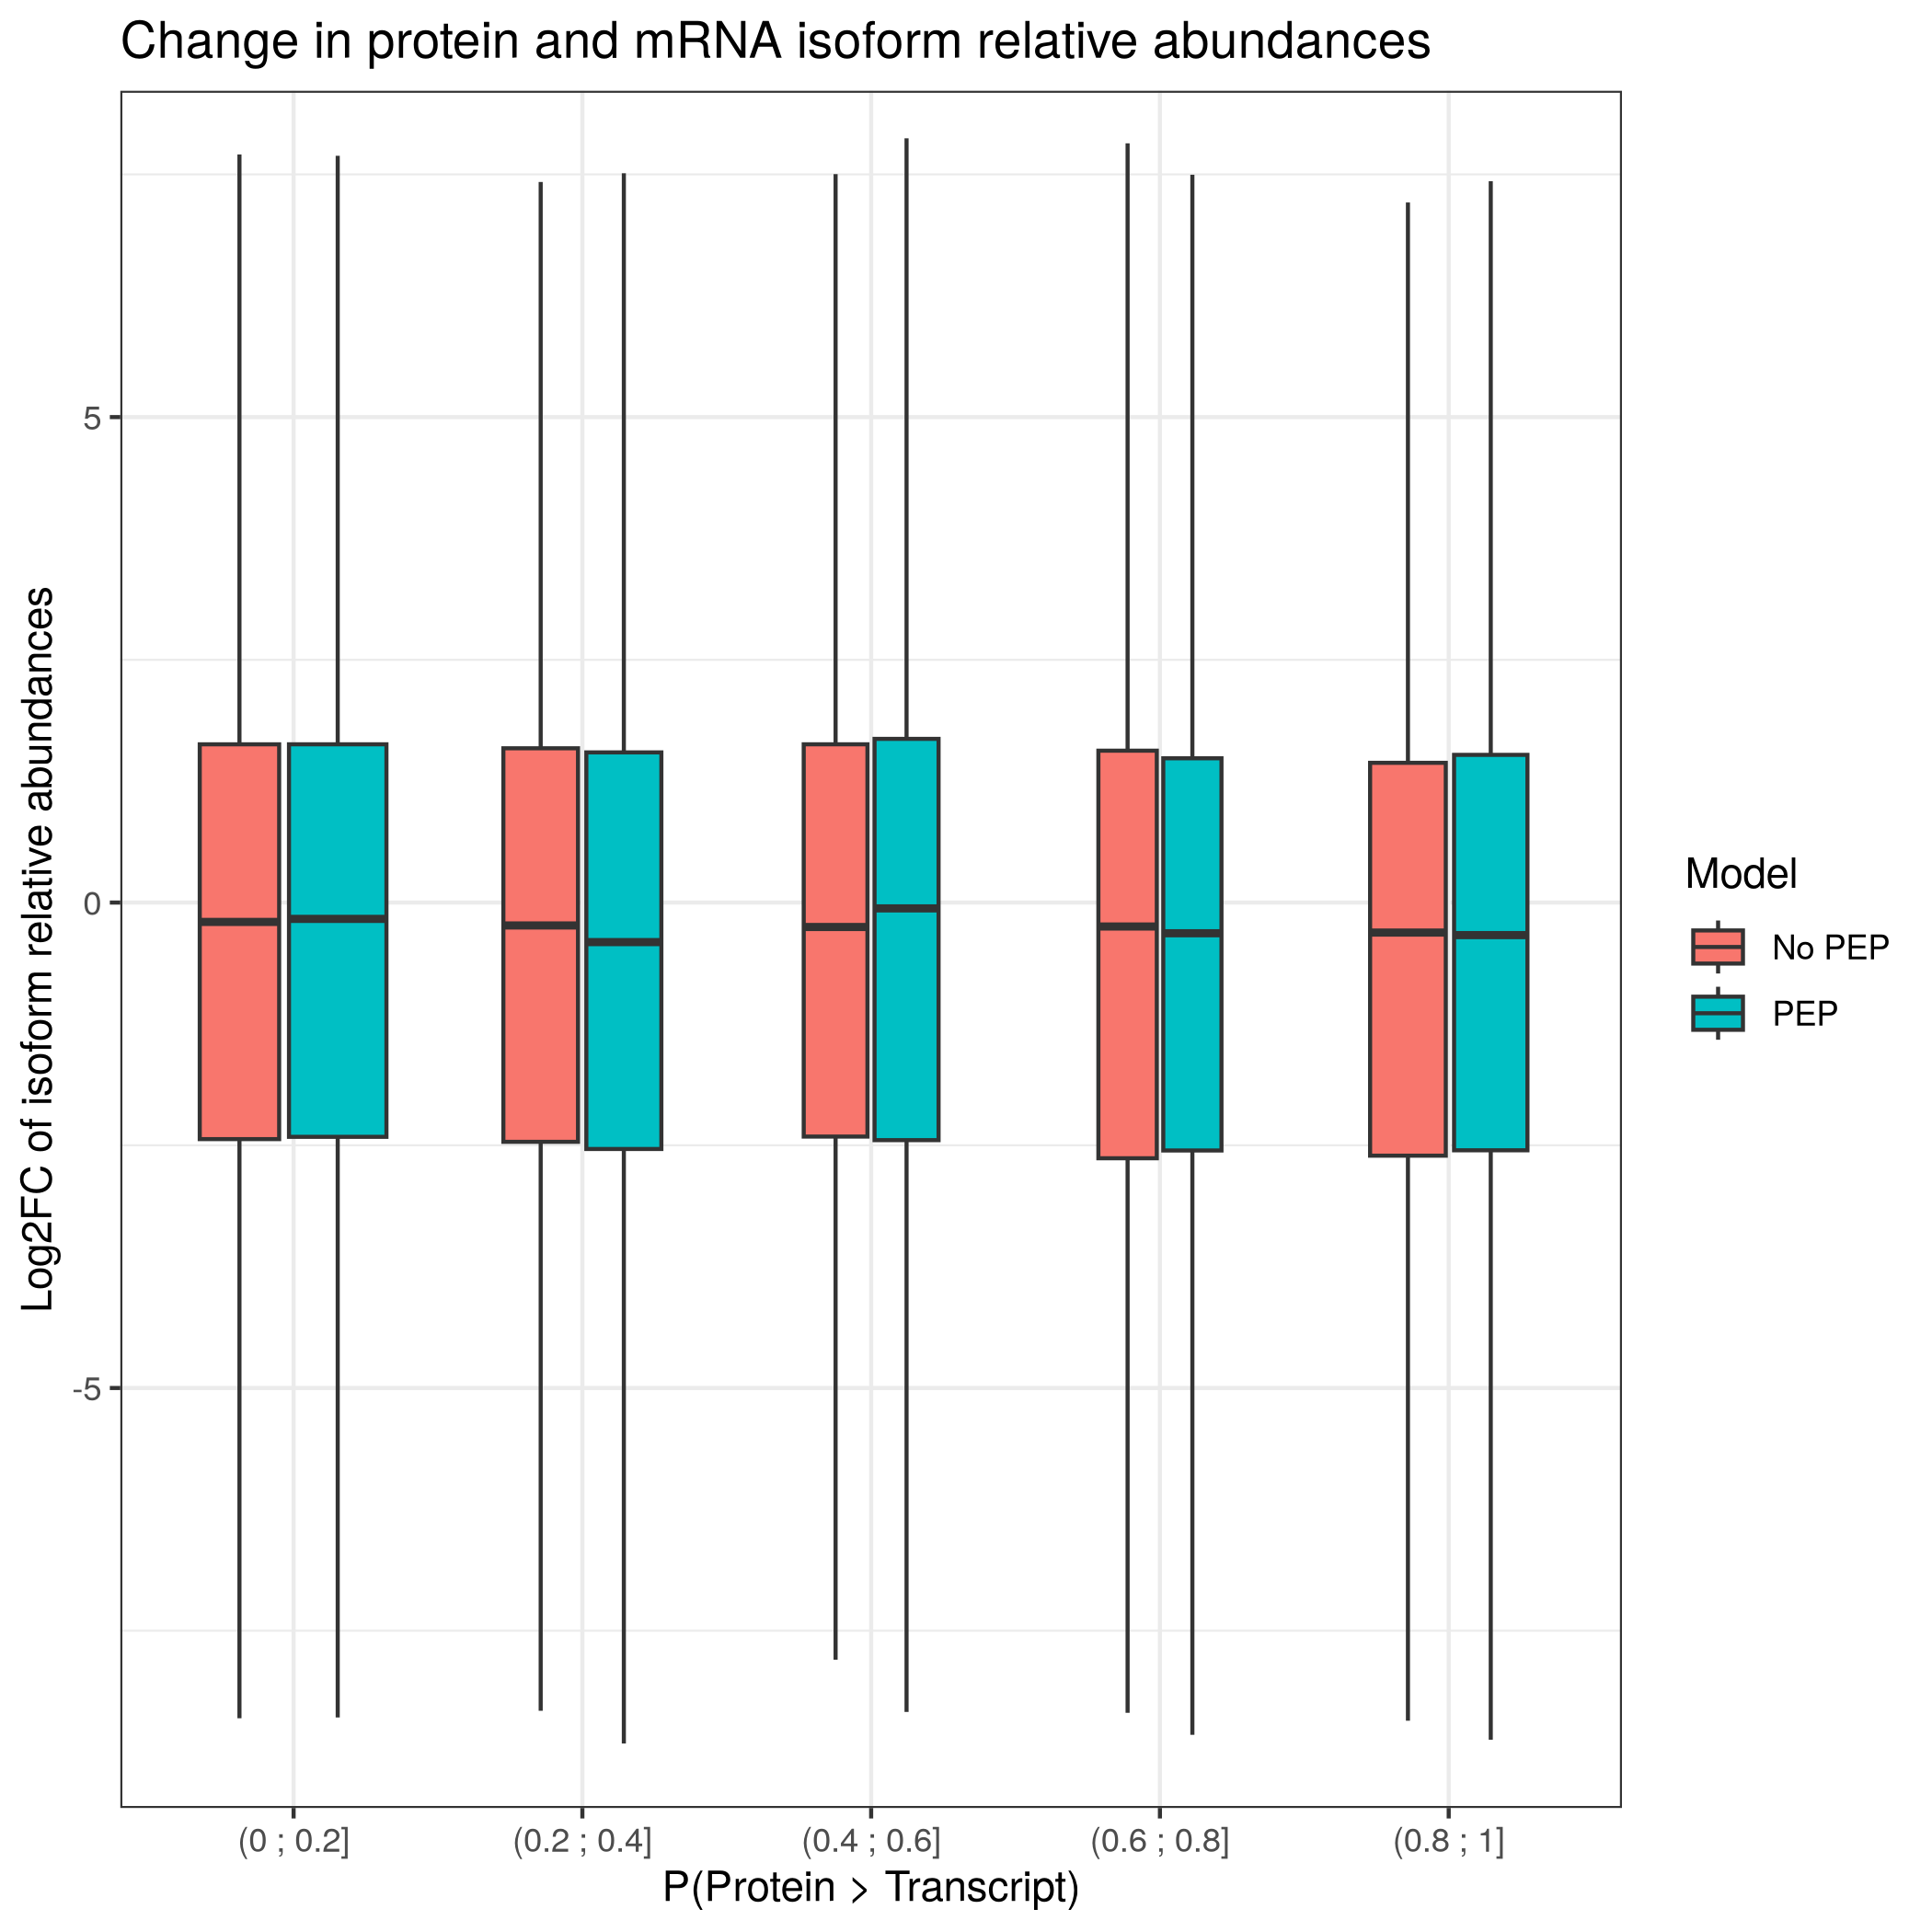 Change in protein and mRNA isoform relative abundances
Log2FC of isoform relative abundances
5
0
-5
(0 ; 0.2]
(0.2 ; 0.4]
(0.4 ; 0.6]
(0.6 ; 0.8]
(0.8 ; 1]
P(Protein > Transcript)
Model
No PEP
PEP